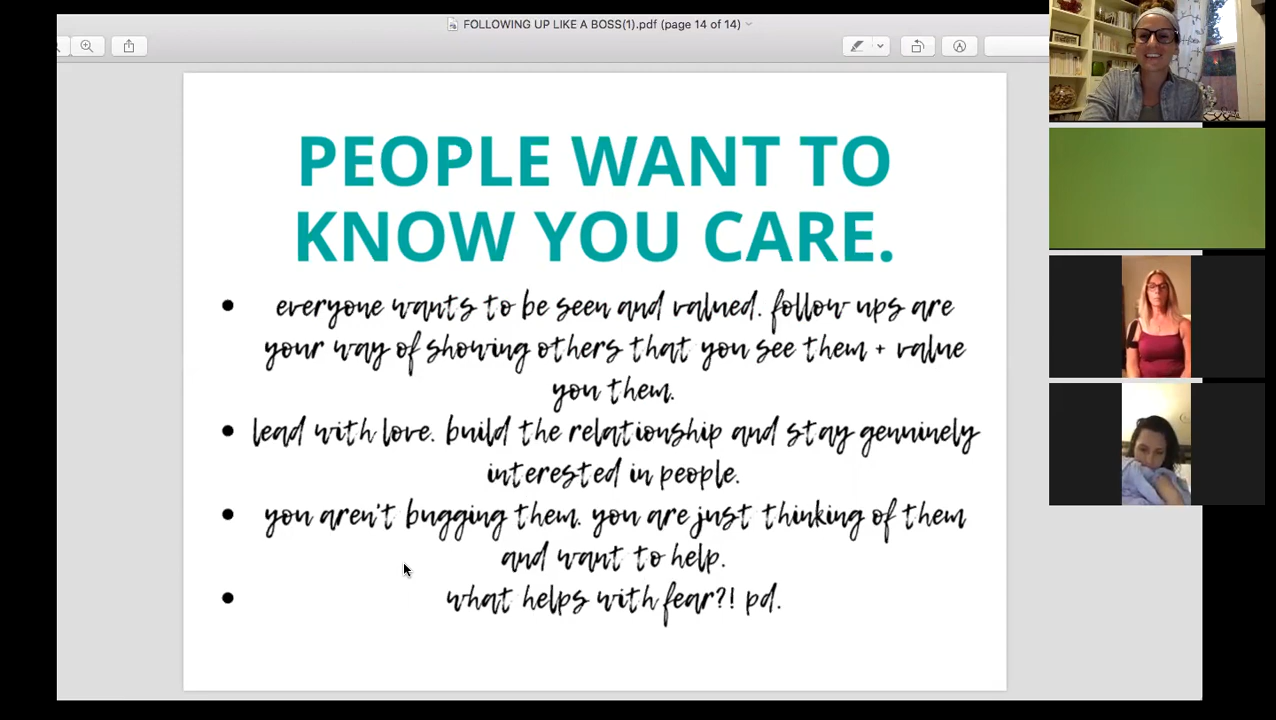 FOLLOWING UP LIKE A BOSS(1).pdf (page 14 of 14)
PEOPLE WANT TO
KNOW YOU CARE.
everyone wants to be seen and valued. follow ups are
your way of showing others that you see them + value
you them.
lead with love. build the relationship and stay genuinely
interested in people.
you aren't bugging them. you are just thinking of them
and want to help.
what helps with fear?! pd.